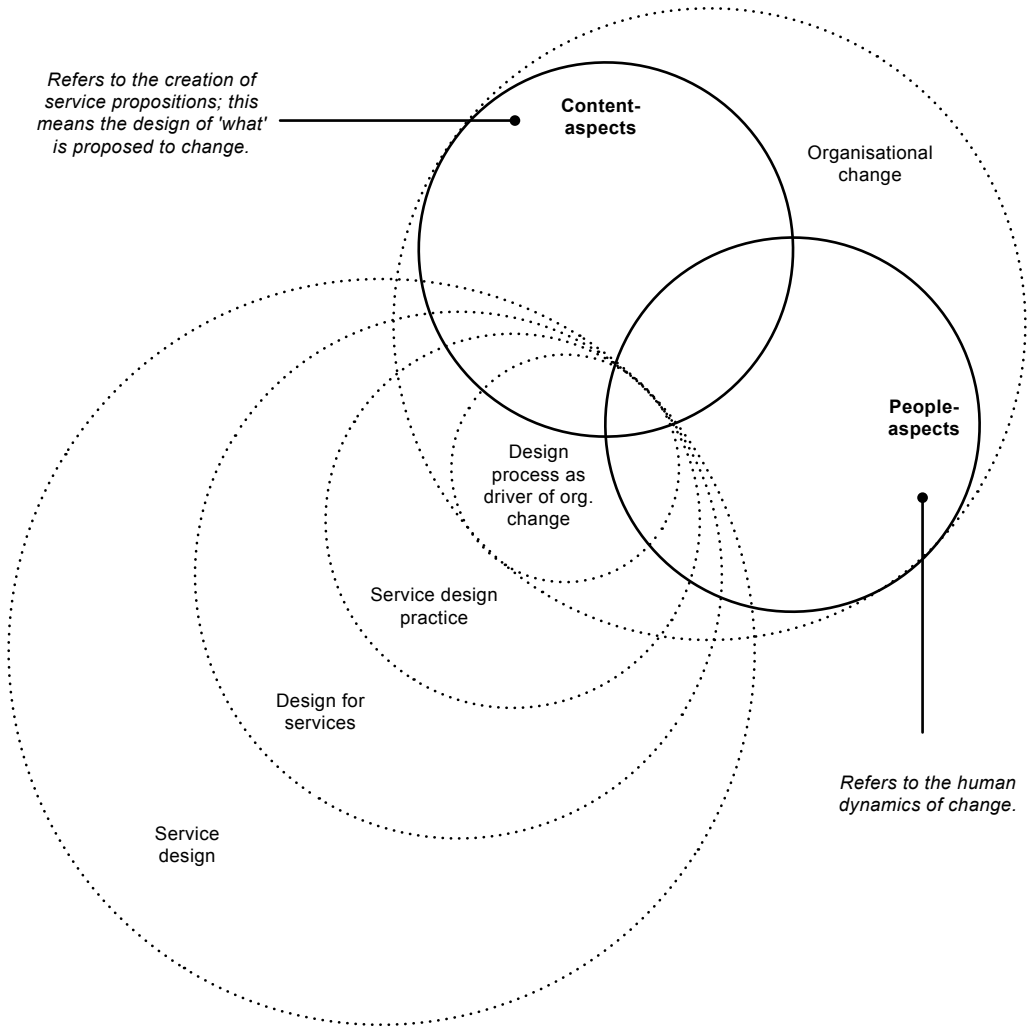 Refers to the creation of
service propositions; this
means the design of 'what'
is proposed to change.
Content-
aspects
Organisational
change
People-
aspects
Design
process as
driver of org.
change
Service design
practice
Design for
services
Refers to the human
dynamics of change.
Service
design